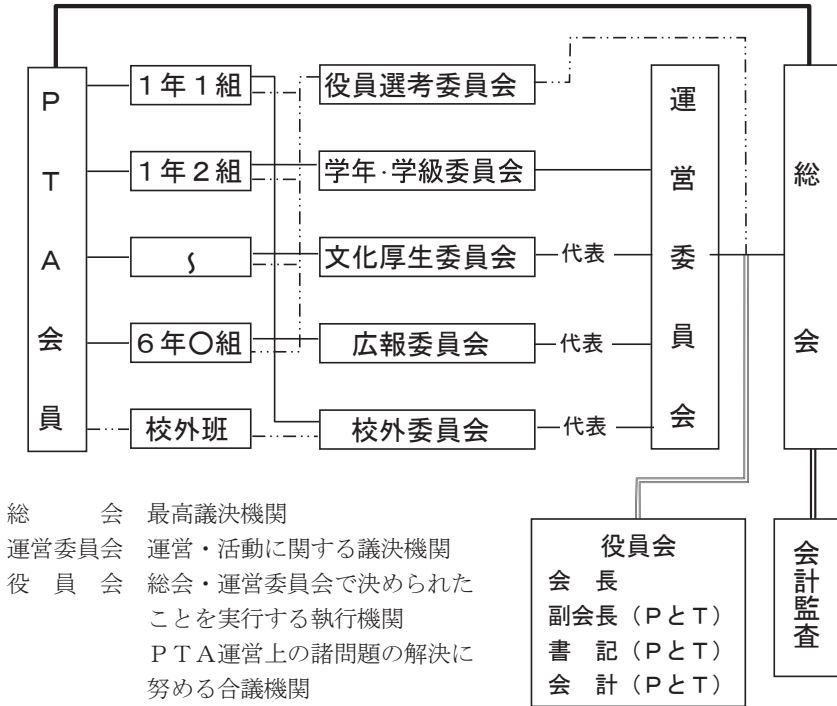 PTA会員
1年1組
1年2組
〜
6年〇組
校外班
役員選考委員会
学年·学級委員会
文化厚生委員会
広報委員会
校外委員会
代表
代表
代表
運営委員会
総会
総　会　最高議決機関
運営委員会　運営・活動に関する議決機関
役員会　総会・運営委員会で決められた
ことを実行する執行機関
PTA運営上の諸問題の解決に
努める合議機関
役員会
会長
副会長（PとT）
書記（PとT）
会計（PとT）
会計監査